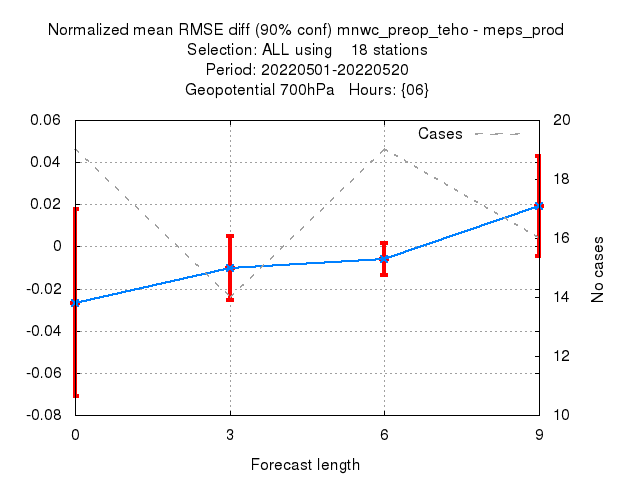 Normalized mean RMSE diff (90% conf) mnwc_preop_teho - meps_prod
Selection: ALL using    18 stations
Period: 20220501-20220520
Geopotential 700hPa   Hours: {06}
0.06
0.04
0.02
0
-0.02
-0.04
-0.06
-0.08
Cases
20
18
16
14
12
10
No cases
0
3
6
9
Forecast length